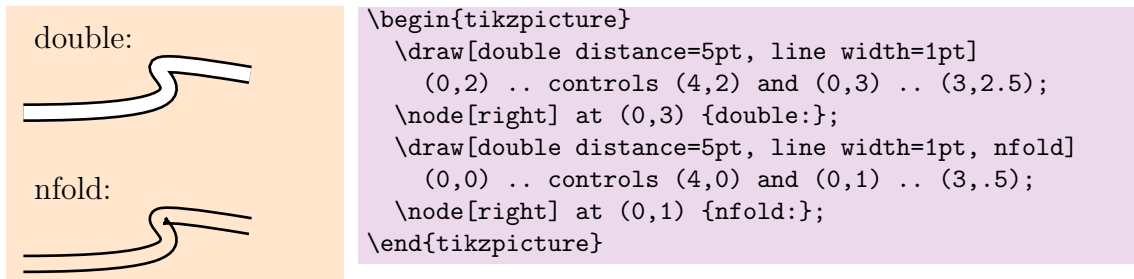 double:
nfold:
\begin{tikzpicture}
  \draw[double distance=5pt, line width=1pt]
    (0,2) .. controls (4,2) and (0,3) .. (3,2.5);
  \node[right] at (0,3) {double:};
  \draw[double distance=5pt, line width=1pt, nfold]
    (0,0) .. controls (4,0) and (0,1) .. (3,.5);
  \node[right] at (0,1) {nfold:};
\end{tikzpicture}